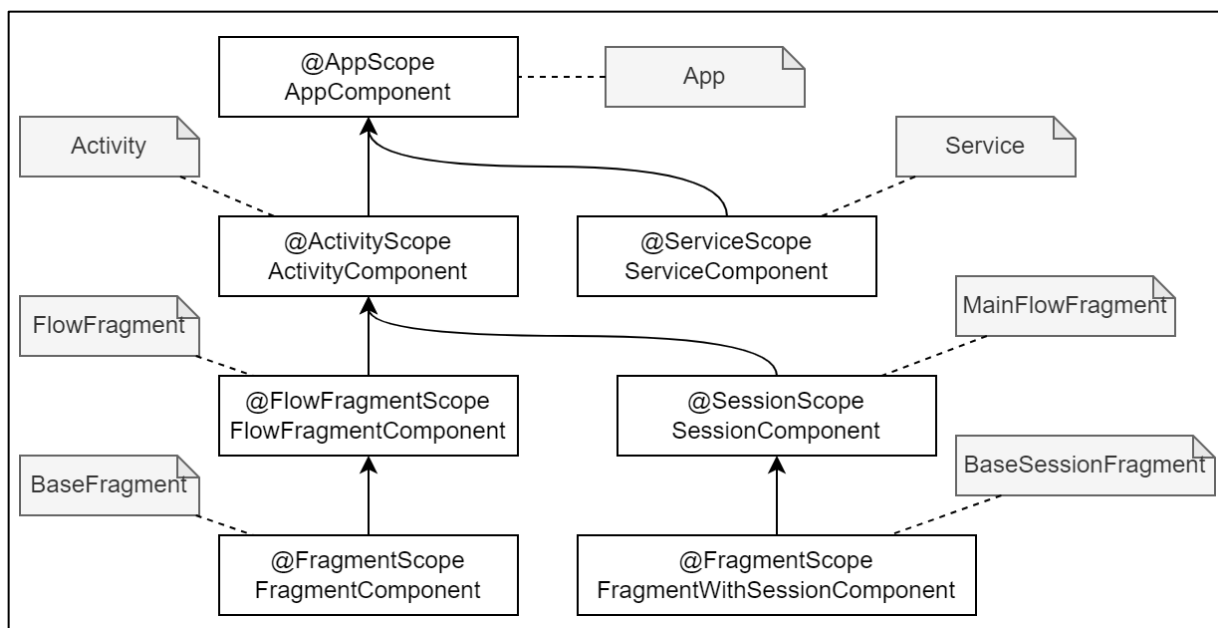 @AppScope
AppComponent
App
Activity
Service
@ActivityScope
ActivityComponent
@ServiceScope
ServiceComponent
FlowFragment
MainFlowFragment
@FlowFragmentScope
FlowFragmentComponent
@SessionScope
SessionComponent
BaseFragment
BaseSessionFragment
@FragmentScope
FragmentComponent
@FragmentScope
FragmentWithSessionComponent